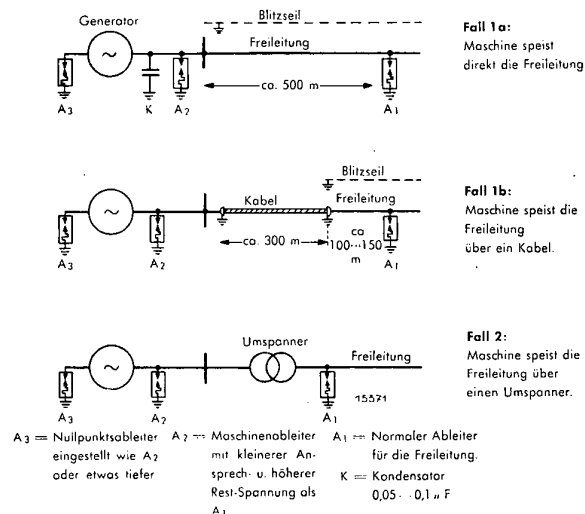 Generator
Blitzseil
Freileitung
ca. 500 m
A3
K
A2
A1
Fall 1a:
Maschine speist
direkt die Freileitung
Blitzseil
Kabel
Freileitung
ca. 300 m
ca
100···150
m
A3
A2
A1
Fall 1b:
Maschine speist die
Freileitung
über ein Kabel.
Umspanner
Freileitung
A3
A2
A1
15571
Fall 2:
Maschine speist die
Freileitung über
einen Umspanner.
A3 = Nullpunktsableiter
eingestellt wie A2
oder etwas tiefer
A2 = Maschinenableiter
mit kleinerer An-
sprech- u. höherer
Rest-Spannung als
A1
A1 = Normaler Ableiter
für die Freileitung.
K = Kondensator
0,05 · · 0,1 µ F